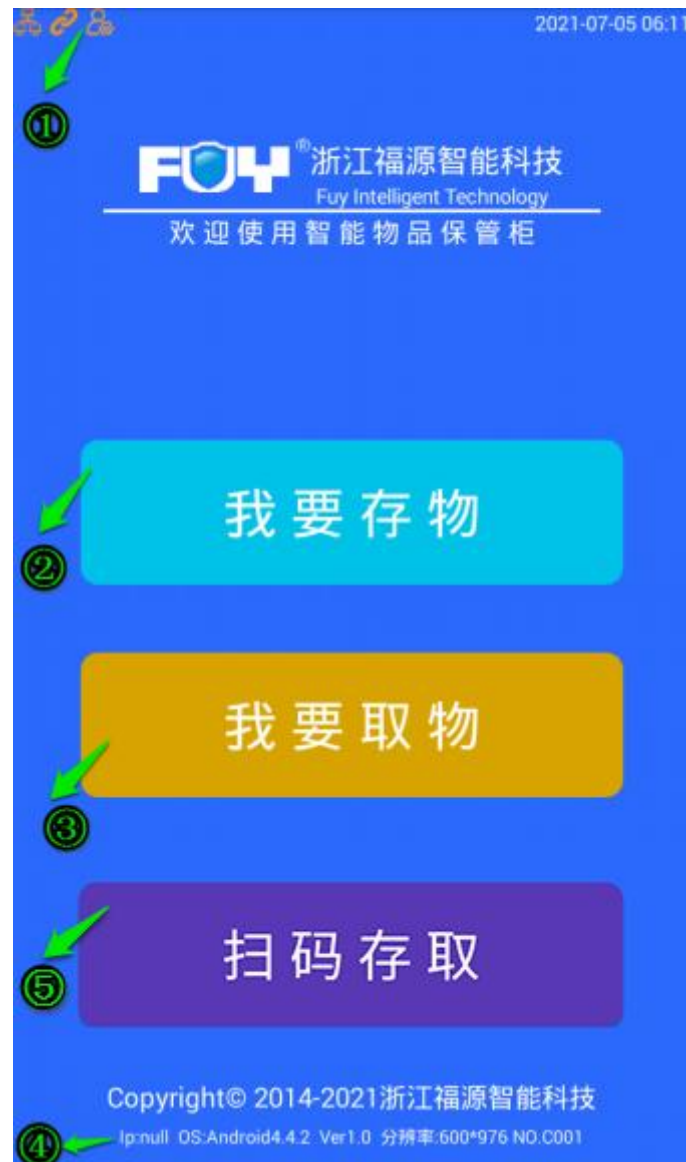 2021-07-05 06:11
①
FUY®浙江福源智能科技
Fuy Intelligent Technology
欢迎使用智能物品保管柜
我要存物
②
我要取物
③
扫码存取
⑤
Copyright© 2014-2021浙江福源智能科技
④
Ip:null OS:Android4.4.2 Ver1.0 分辨率:600*976 NO.C001